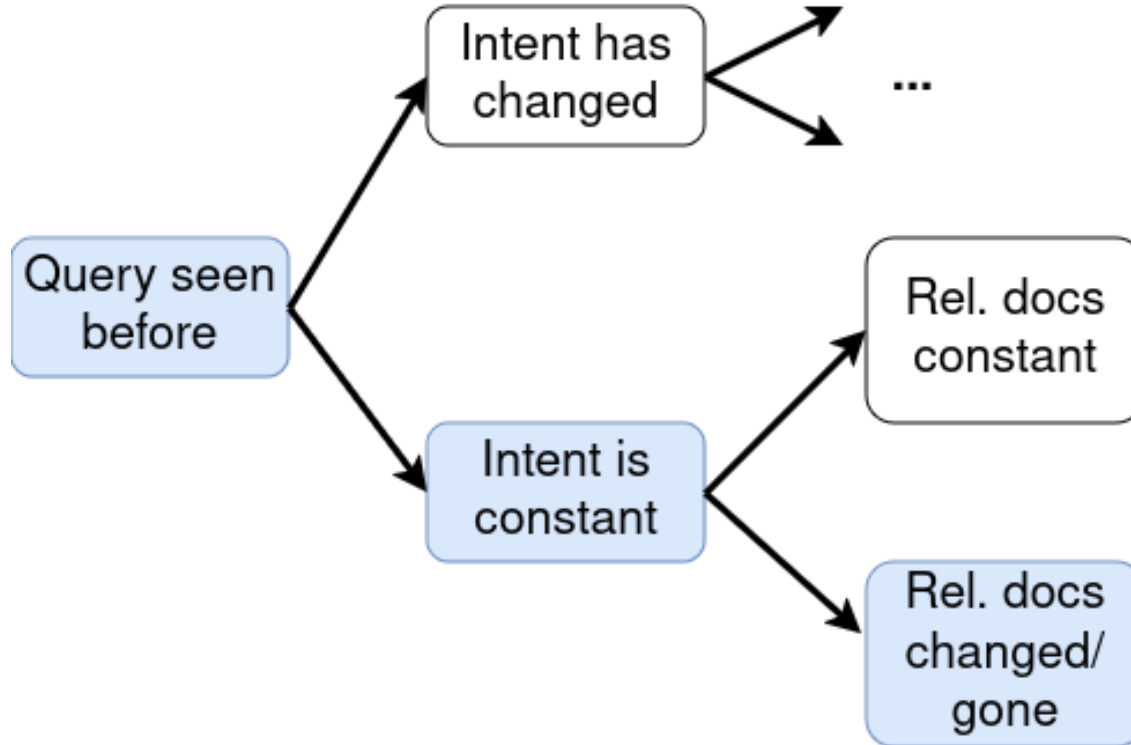 Intent has
changed
...
Query seen
before
Rel. docs
constant
Intent is
constant
Rel. docs
changed/
gone